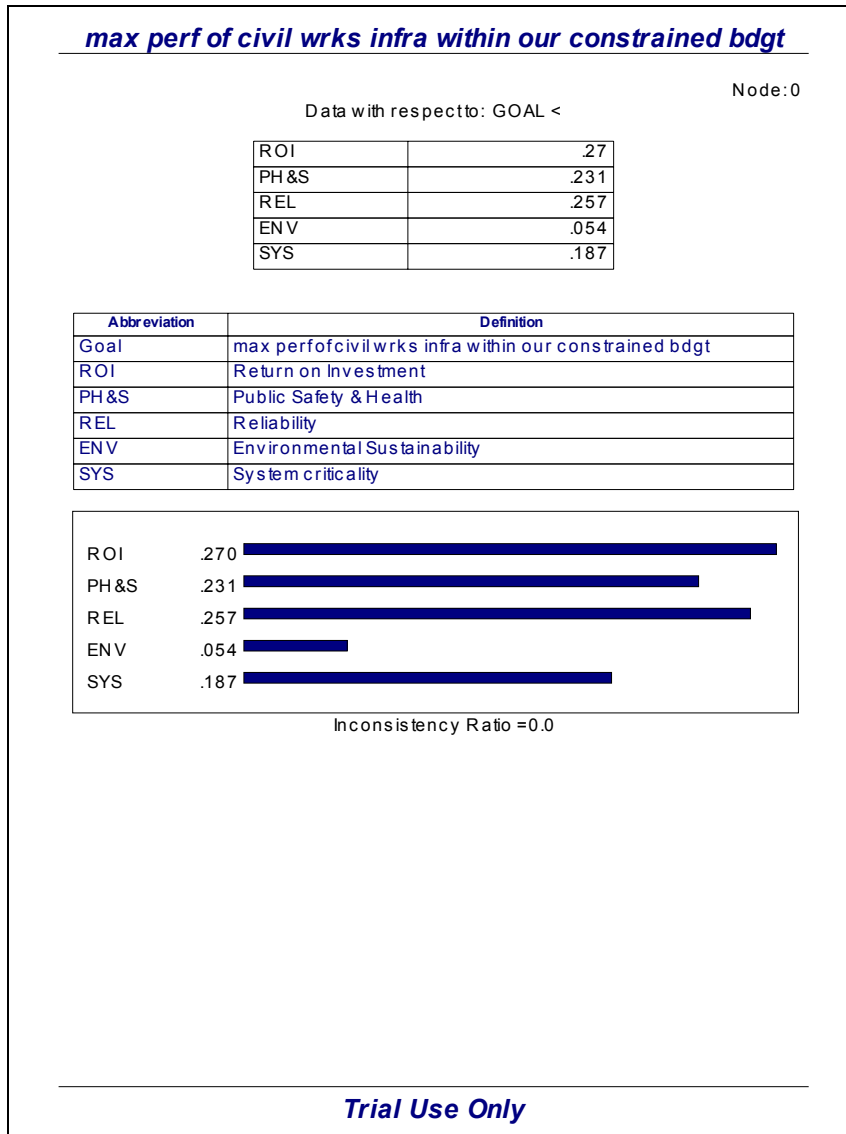 max perf of civil wrks infra within our constrained bdgt
Node: 0
Data with respect to: GOAL <
ROI .27
PH&S .231
REL .257
ENV .054
SYS .187
Abbreviation Definition
Goal max perf of civil wrks infra within our constrained bdgt
ROI Return on Investment
PH&S Public Safety & Health
REL Reliability
ENV Environmental Sustainability
SYS System criticality
ROI .270
PH&S .231
REL .257
ENV .054
SYS .187
Inconsistency Ratio =0.0
Trial Use Only